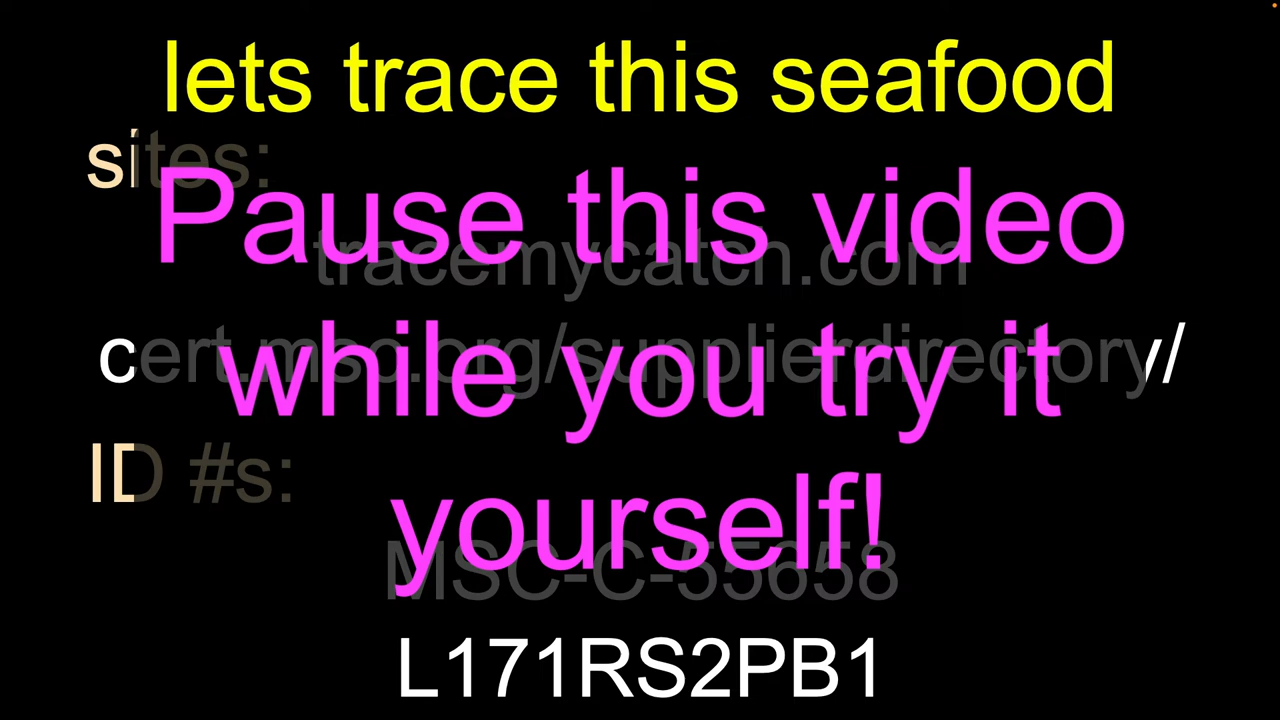 lets trace this seafood
sites:
Pause this video
tracemycatch.com
while you try it
cert.msc.org/supplierdirectory/
ID #s:
yourself!
MSC-C-55658
L171RS2PB1